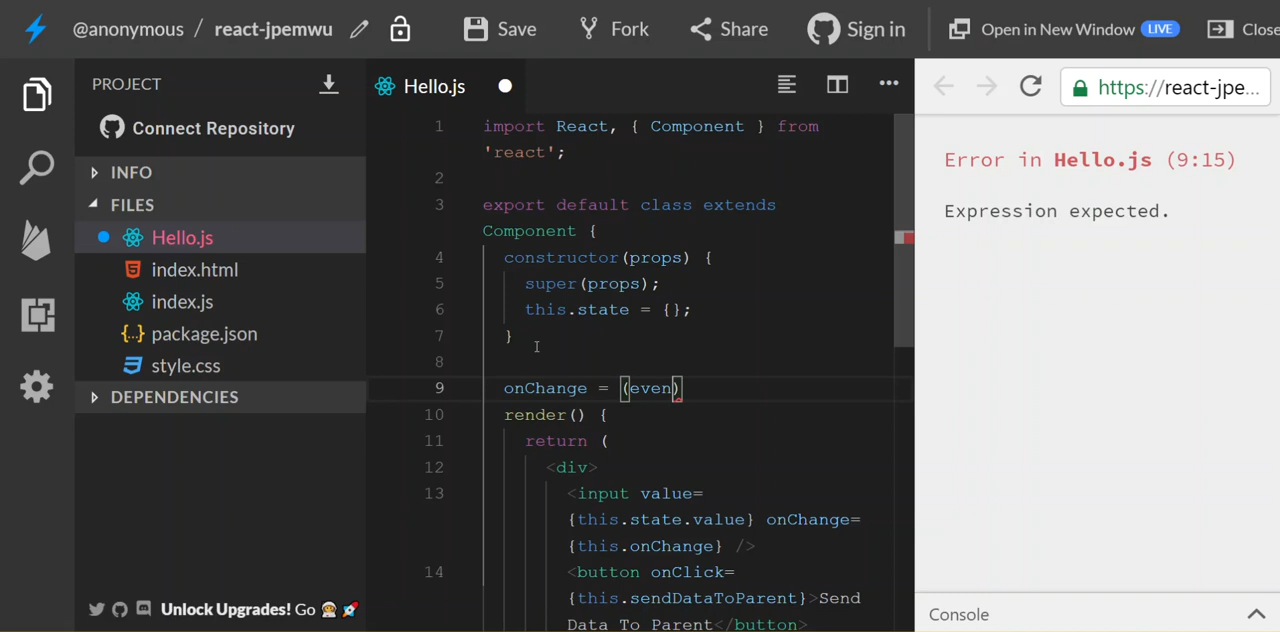 @anonymous / react-jpemwu Save Fork Share Sign in Open in New Window LIVE Close
PROJECT
Connect Repository
INFO
FILES
Hello.js
index.html
index.js
{..} package.json
style.css
DEPENDENCIES
Unlock Upgrades! Go
Hello.js
1 import React, { Component } from
'react';
2
3 export default class extends
Component {
4 constructor(props) {
5 super(props);
6 this.state = {};
7 }
8
9 onChange = (even)
10 render() {
11 return (
12 <div>
13 <input value=
{this.state.value} onChange=
{this.onChange} />
14 <button onClick=
{this.sendDataToParent}>Send
Data To Parent</button>
https://react-jpe...
Error in Hello.js (9:15)
Expression expected.
Console